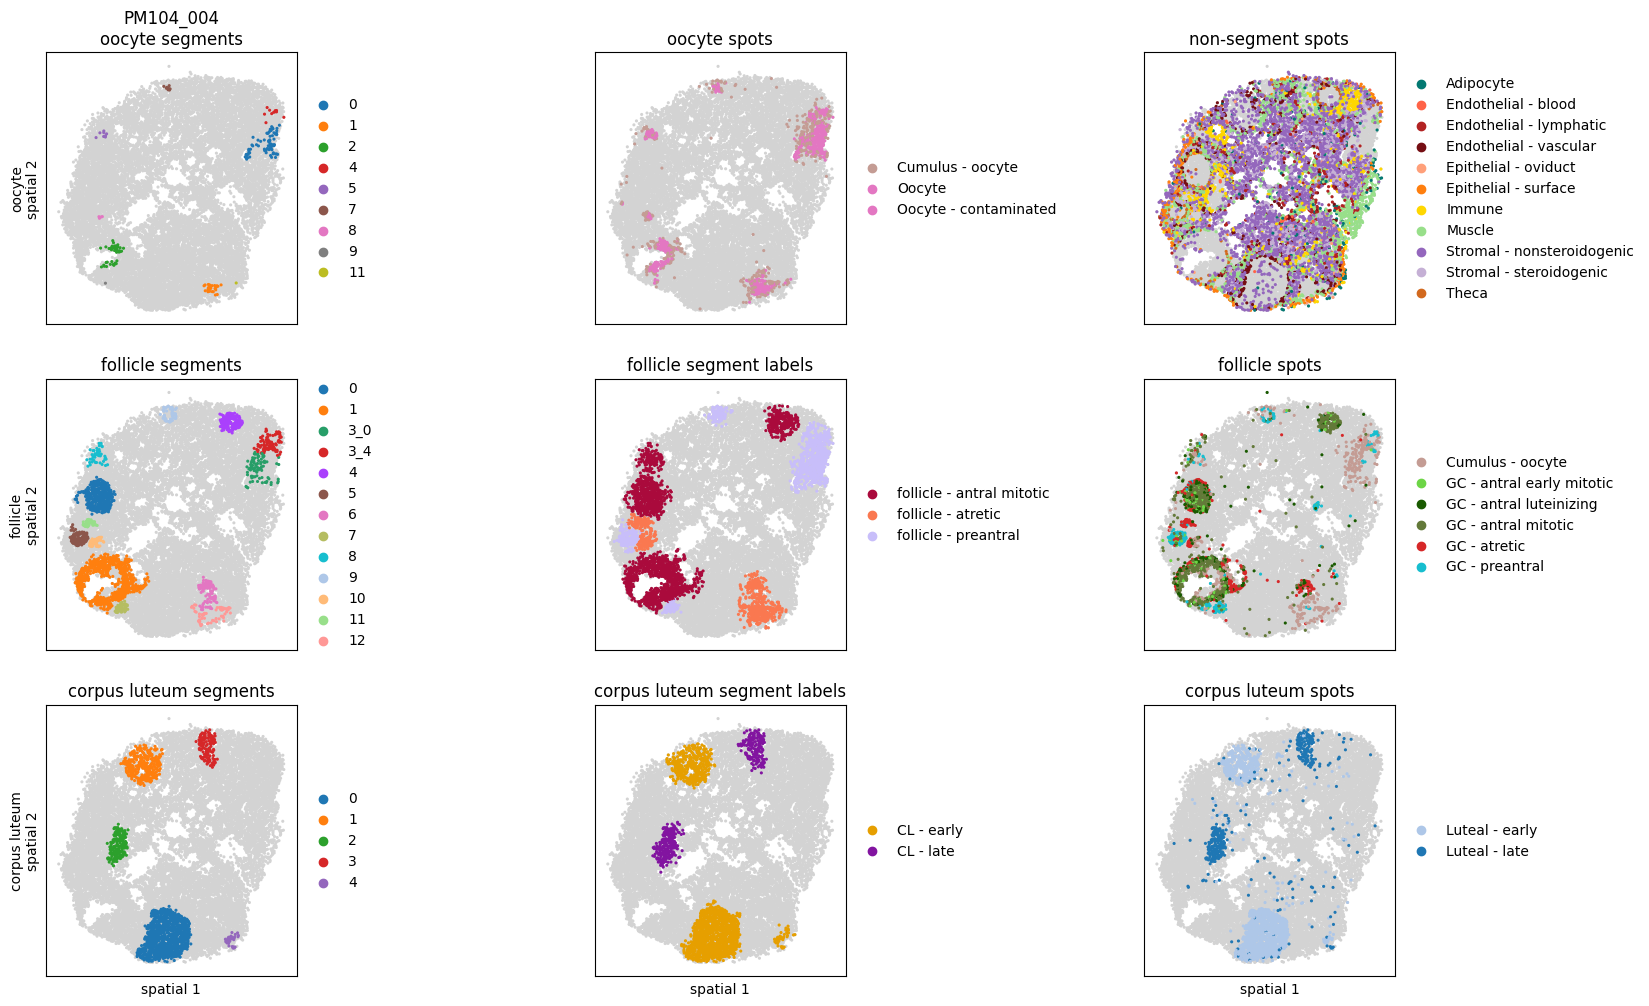 PM104_004
oocyte segments
oocyte spots
non-segment spots
oocyte
spatial 2
0
1
2
4
5
7
8
9
11
Cumulus - oocyte
Oocyte
Oocyte - contaminated
Adipocyte
Endothelial - blood
Endothelial - lymphatic
Endothelial - vascular
Epithelial - oviduct
Epithelial - surface
Immune
Muscle
Stromal - nonsteroidogenic
Stromal - steroidogenic
Theca
follicle segments
follicle segment labels
follicle spots
follicle
spatial 2
0
1
3_0
3_4
4
5
6
7
8
9
10
11
12
follicle - antral mitotic
follicle - atretic
follicle - preantral
Cumulus - oocyte
GC - antral early mitotic
GC - antral luteinizing
GC - antral mitotic
GC - atretic
GC - preantral
corpus luteum segments
corpus luteum segment labels
corpus luteum spots
corpus luteum
spatial 2
0
1
2
3
4
CL - early
CL - late
Luteal - early
Luteal - late
spatial 1
spatial 1
spatial 1